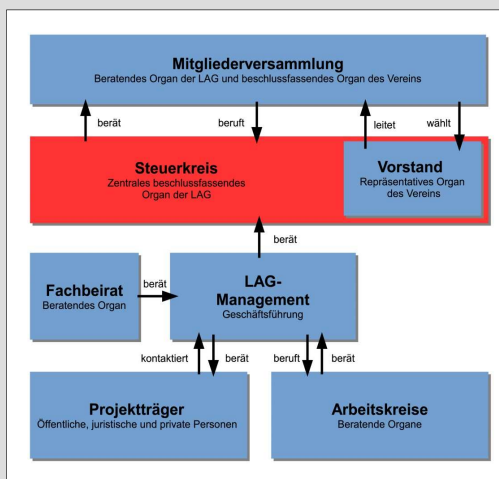 Mitgliederversammlung
Beratendes Organ der LAG und beschlussfassendes Organ des Vereins
berät
beruft
leitet
wählt
Steuerkreis
Zentrales beschlussfassendes
Organ der LAG
Vorstand
Repräsentatives Organ
des Vereins
berät
Fachbeirat
Beratendes Organ
berät
LAG-
Management
Geschäftsführung
kontaktiert
berät
beruft
berät
Projektträger
Öffentliche, juristische und private Personen
Arbeitskreise
Beratende Organe